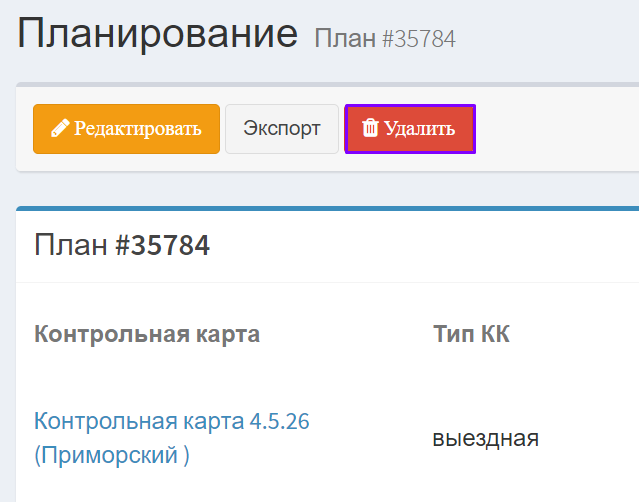 Планирование План #35784
Редактировать Экспорт Удалить
План #35784
Контрольная карта Тип КК
Контрольная карта 4.5.26
(Приморский )
выездная